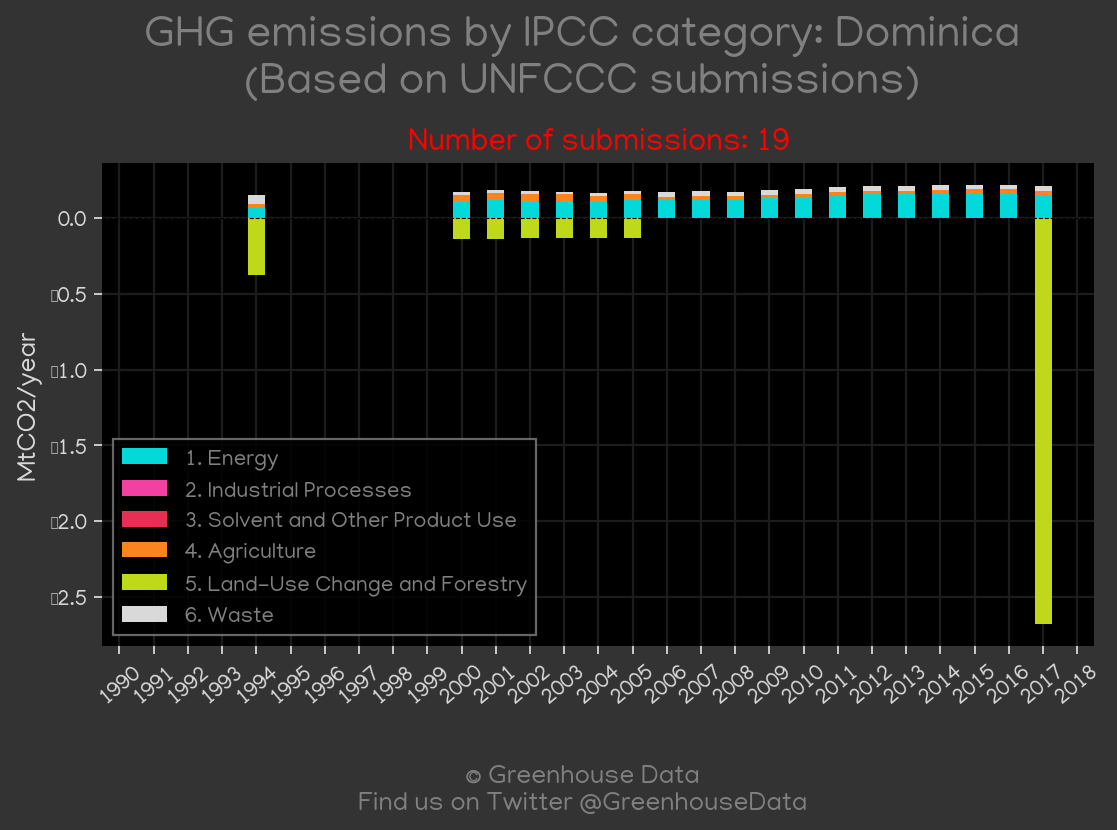 GHG emissions by IPCC category: Dominica
(Based on UNFCCC submissions)
Number of submissions: 19
0.0
▯0.5
▯1.0
▯1.5
▯2.0
▯2.5
MtCO2/year
1. Energy
2. Industrial Processes
3. Solvent and Other Product Use
4. Agriculture
5. Land-Use Change and Forestry
6. Waste
1990 1991 1992 1993 1994 1995 1996 1997 1998 1999 2000 2001 2002 2003 2004 2005 2006 2007 2008 2009 2010 2011 2012 2013 2014 2015 2016 2017 2018
© Greenhouse Data
Find us on Twitter @GreenhouseData